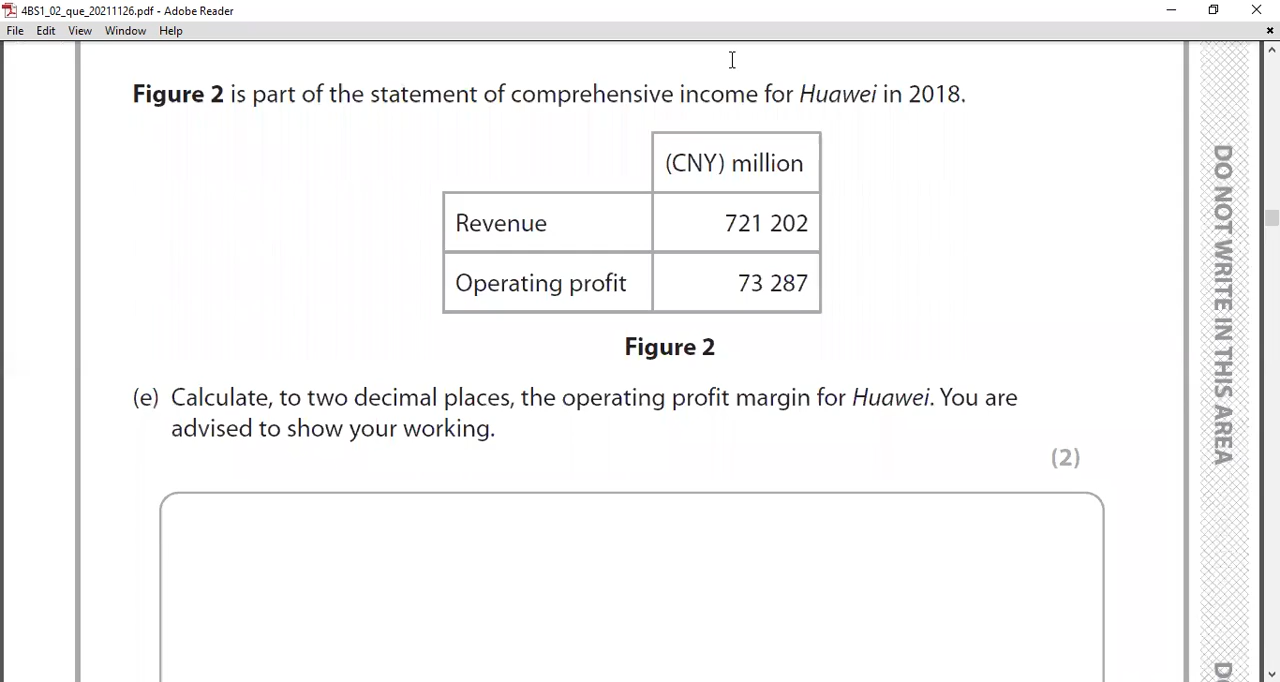 4BS1_02_que_20211126.pdf - Adobe Reader
File Edit View Window Help
Figure 2 is part of the statement of comprehensive income for Huawei in 2018.
(CNY) million
Revenue 721 202
Operating profit 73 287
Figure 2
(e) Calculate, to two decimal places, the operating profit margin for Huawei. You are
advised to show your working.
(2)
DO NOT WRITE IN THIS AREA
DO